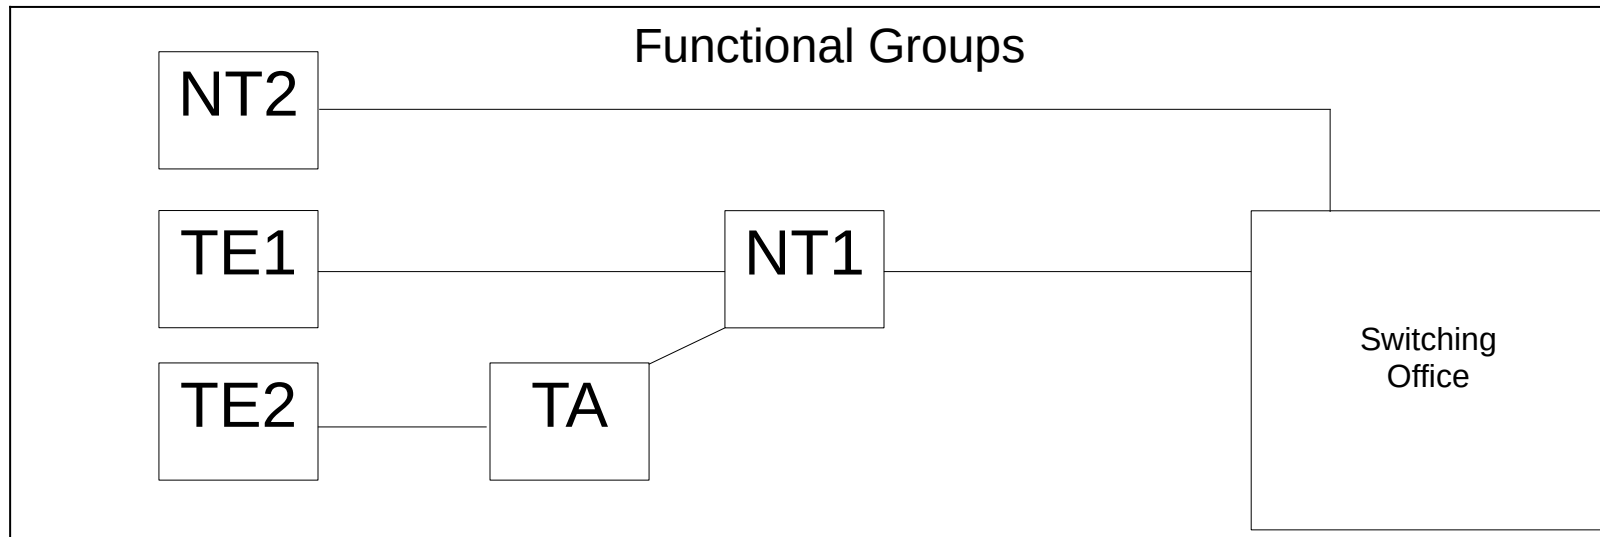 Functional Groups
NT2
TE1
NT1
Switching
Office
TE2
TA